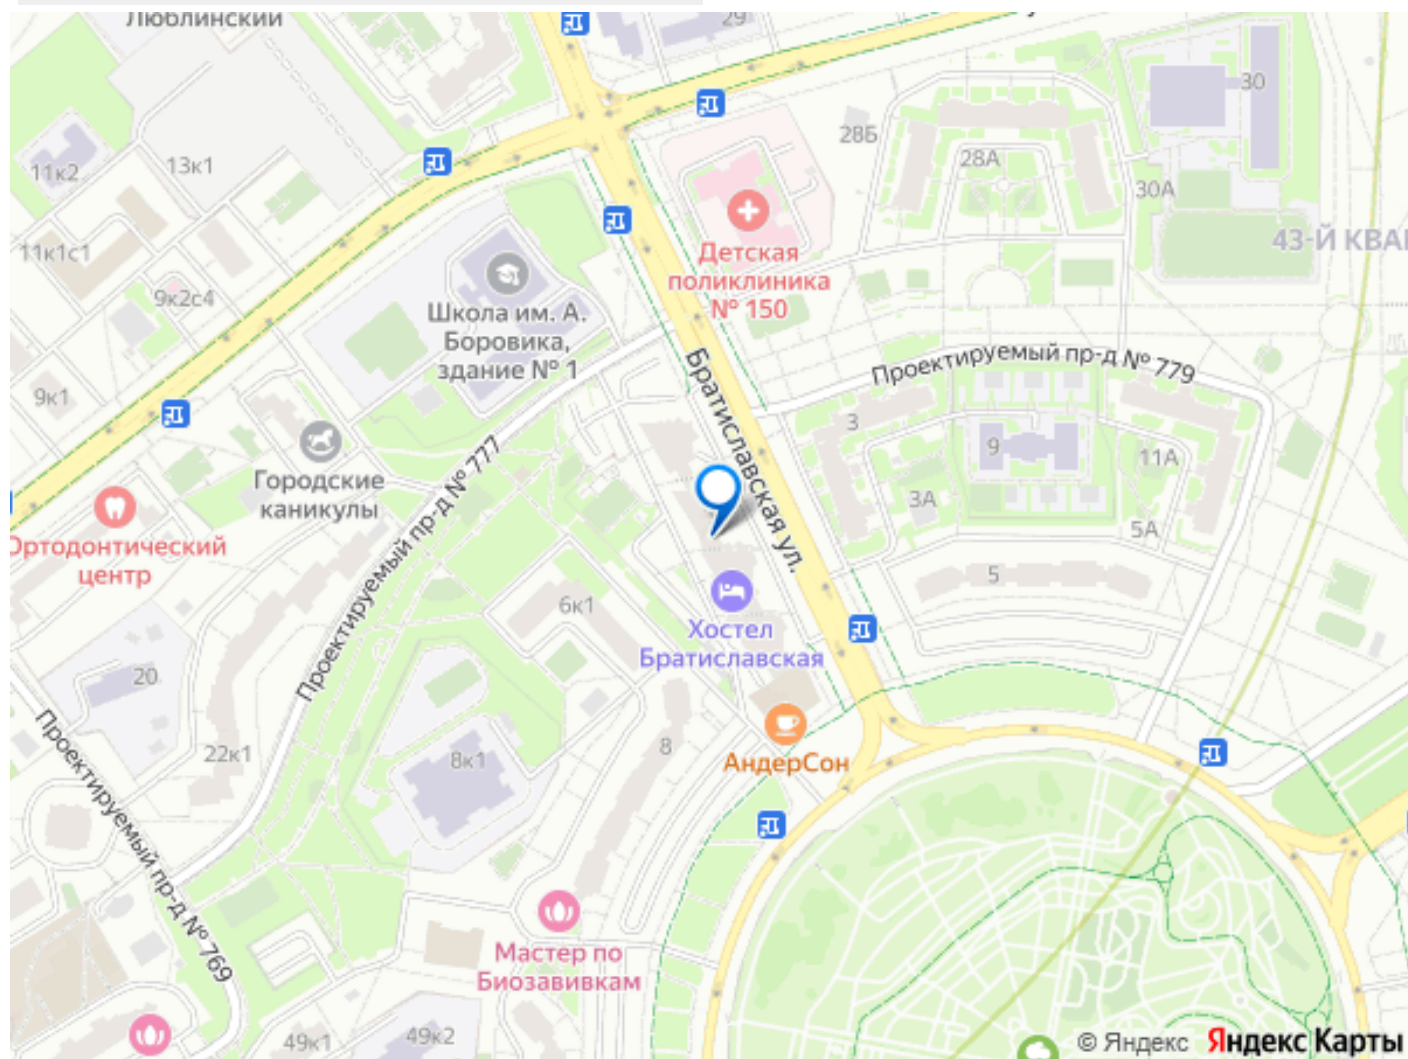 Люблинский
29
30
28Б
28А
11к2
13к1
30А
11к1с1
43-Й КВА
Детская
поликлиника
№ 150
9к2с4
Школа им. А.
Боровика,
здание № 1
Братиславская ул.
Проектируемый пр-д № 779
9к1
3
9
11А
Городские
каникулы
Проектируемый пр-д № 777
3А
5А
Ортодонтический
центр
5
6к1
Хостел
Братиславская
20
Проектируемый пр-д № 769
22к1
8к1
8
АндерСон
Мастер по
Биозавивкам
49к1
49к2
© Яндекс Яндекс Карты